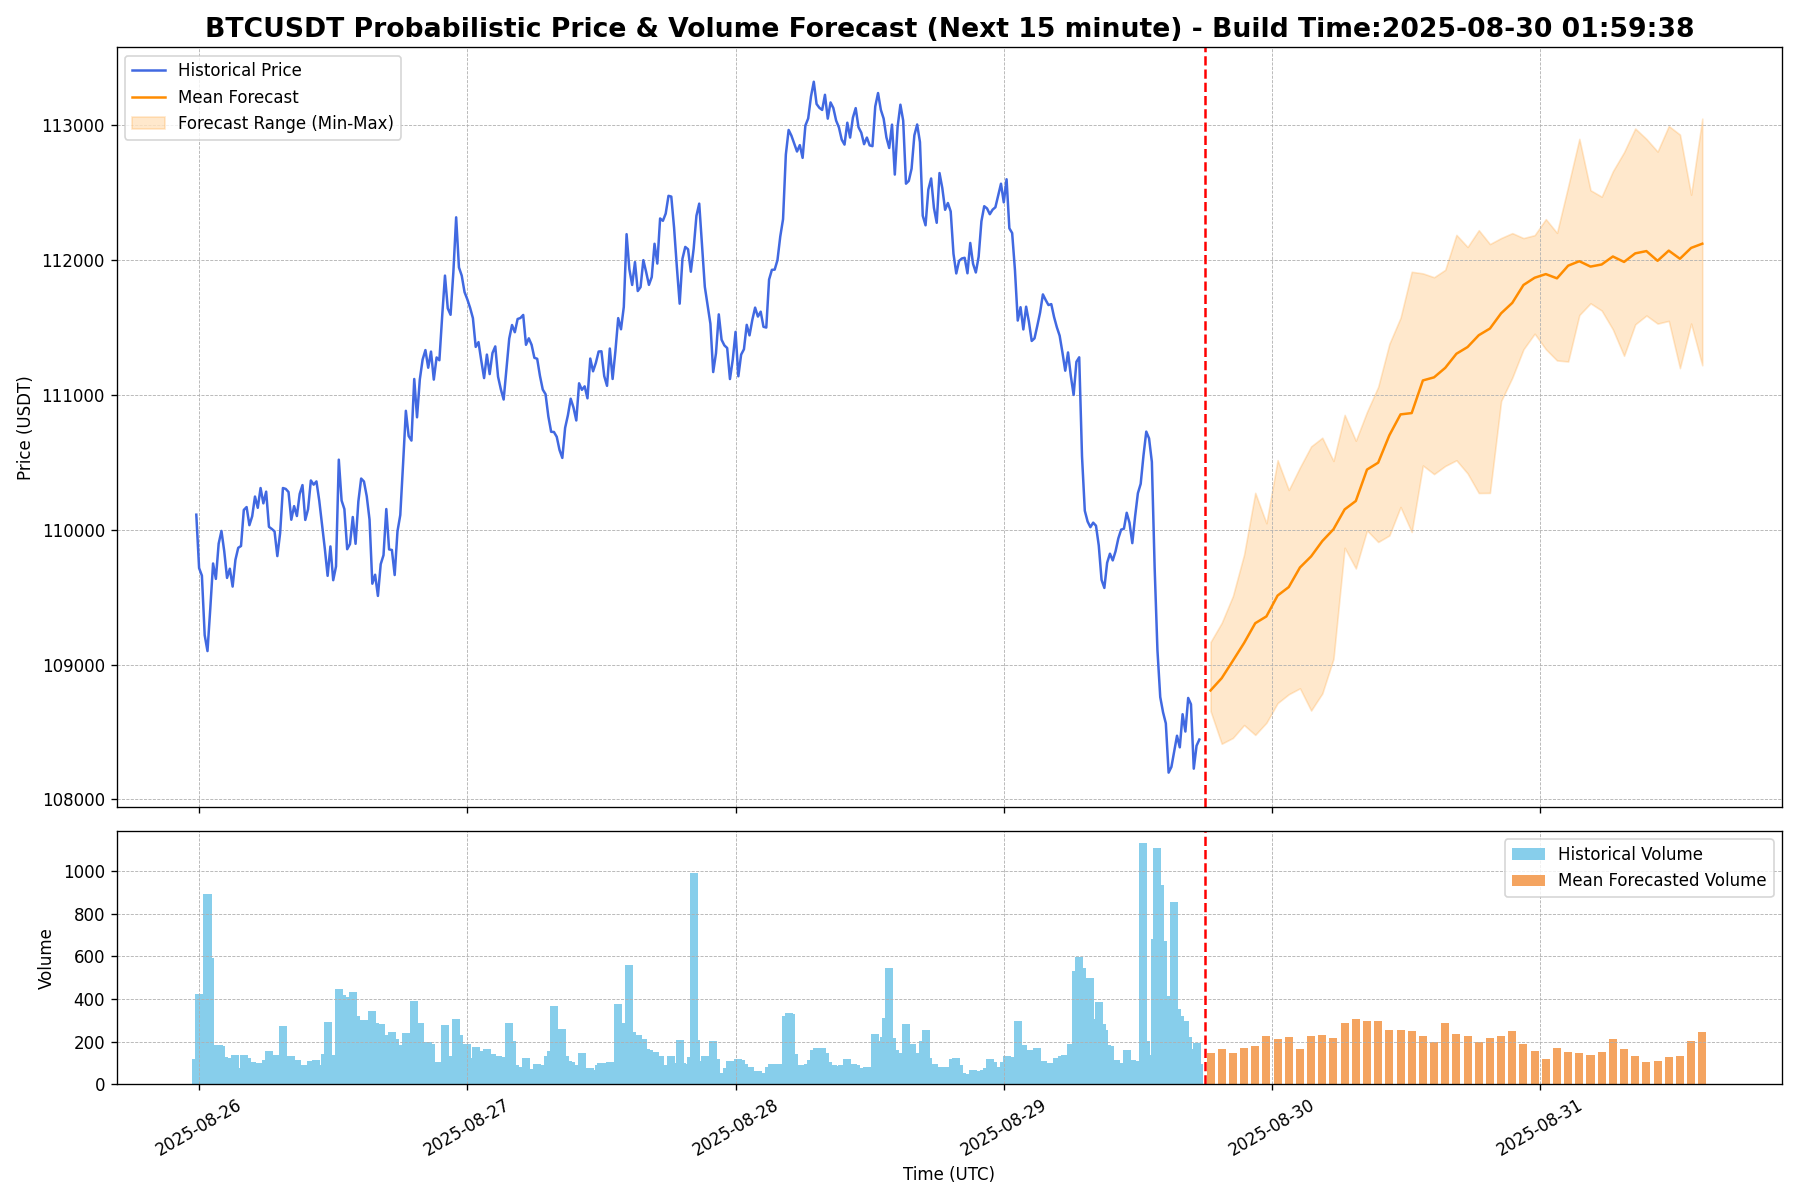 BTCUSDT Probabilistic Price & Volume Forecast (Next 15 minute) - Build Time:2025-08-30 01:59:38
Historical Price
Mean Forecast
Forecast Range (Min-Max)
113000
112000
111000
110000
109000
108000
Price (USDT)
Historical Volume
Mean Forecasted Volume
1000
800
600
400
200
0
Volume
2025-08-26
2025-08-27
2025-08-28
2025-08-29
2025-08-30
2025-08-31
Time (UTC)